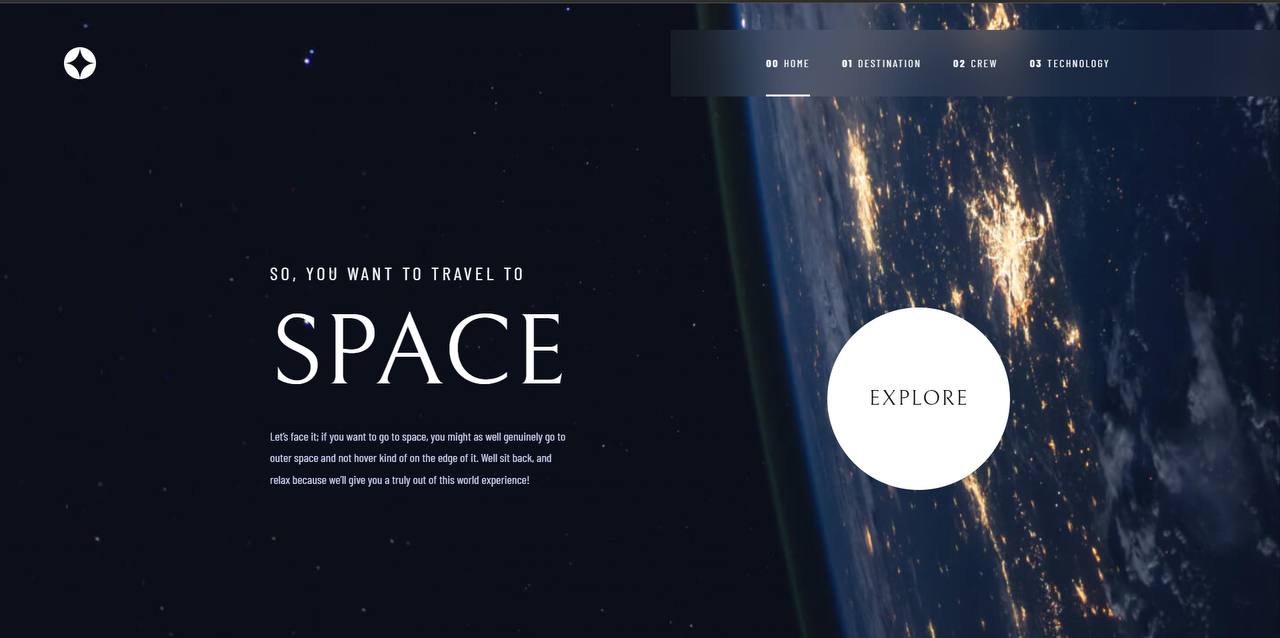 00 HOME 01 DESTINATION 02 CREW 03 TECHNOLOGY
SO, YOU WANT TO TRAVEL TO
SPACE
Let's face it; if you want to go to space, you might as well genuinely go to
outer space and not hover kind of on the edge of it. Well sit back, and
relax because we'll give you a truly out of this world experience!
EXPLORE